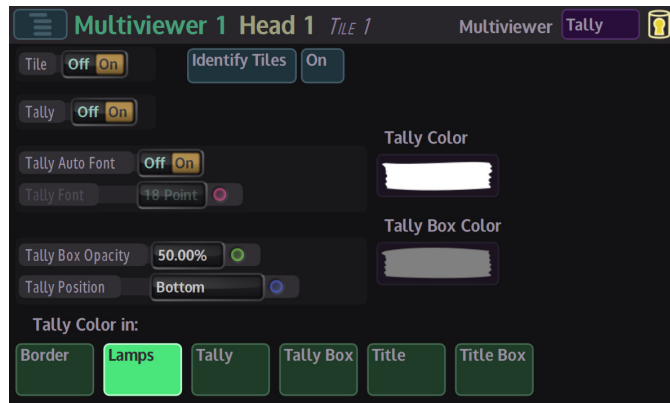 Multiviewer 1 Head 1 TILE 1 Multiviewer Tally
Tile Off On Identify Tiles On
Tally Off On
Tally Color
Tally Auto Font Off On
Tally Font 18 Point
Tally Box Color
Tally Box Opacity 50.00%
Tally Position Bottom
Tally Color in:
Border Lamps Tally Tally Box Title Title Box